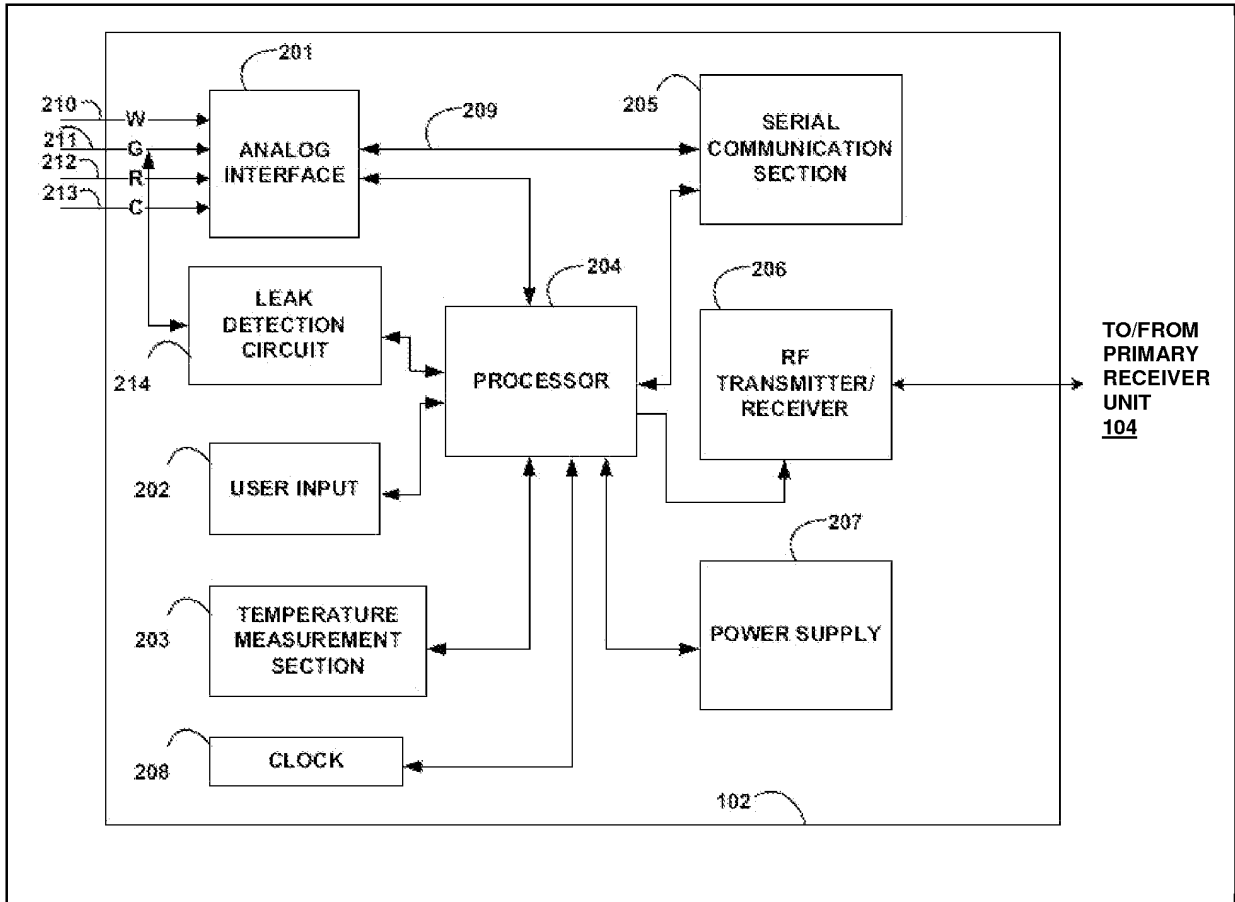 201
210
W
211
G
212
R
213
C
ANALOG
INTERFACE
209
205
SERIAL
COMMUNICATION
SECTION
LEAK
DETECTION
CIRCUIT
214
204
PROCESSOR
206
RF
TRANSMITTER/
RECEIVER
TO/FROM
PRIMARY
RECEIVER
UNIT
104
202
USER INPUT
203
TEMPERATURE
MEASUREMENT
SECTION
207
POWER SUPPLY
208
CLOCK
102